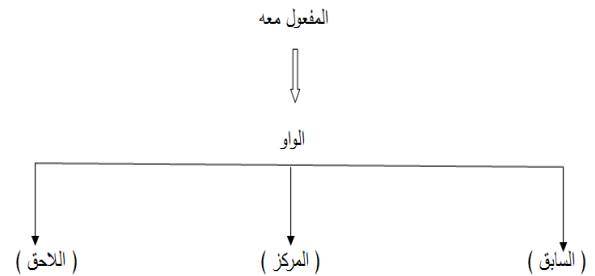 المفعول معه
الواو
( السابق ) ( المركز ) ( اللاحق )